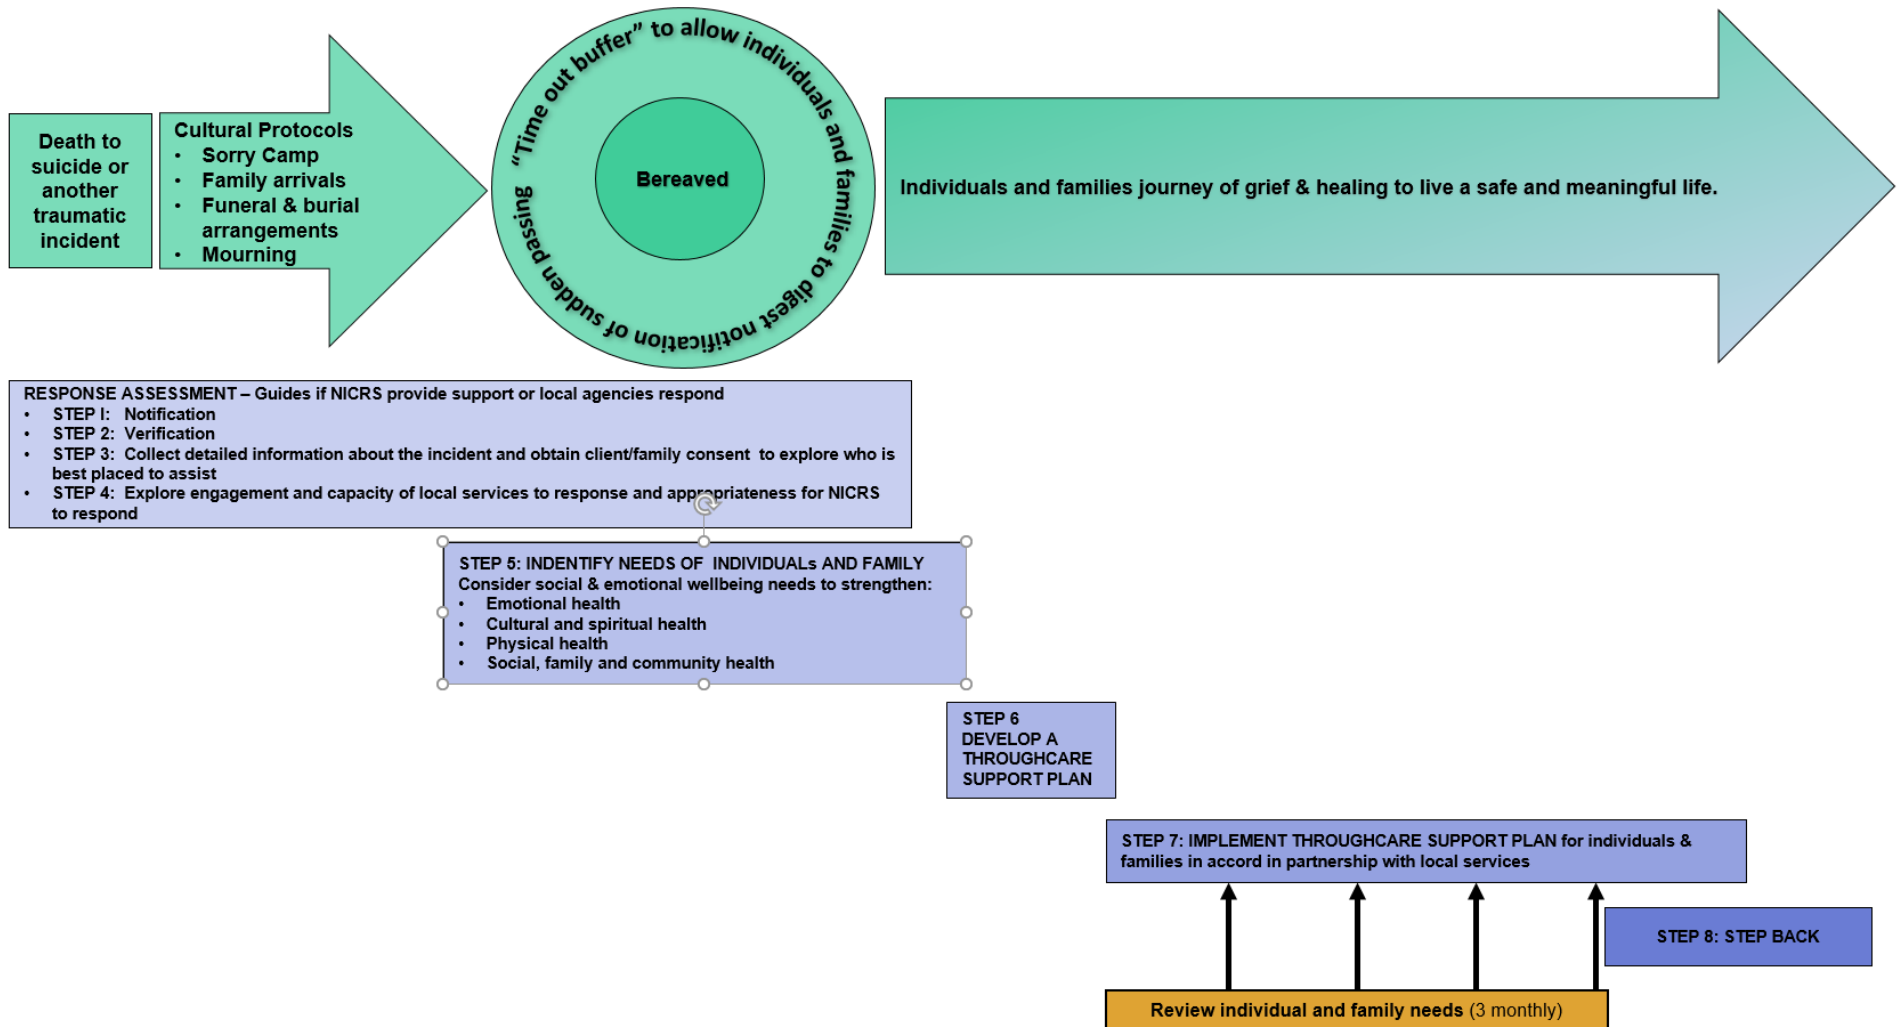 Death to
suicide or
another
traumatic
incident
Cultural Protocols
• Sorry Camp
• Family arrivals
• Funeral & burial
arrangements
• Mourning
“Time out buffer” to allow individuals and families to digest notification of sudden passing
Bereaved
Individuals and families journey of grief & healing to live a safe and meaningful life.
RESPONSE ASSESSMENT – Guides if NICRS provide support or local agencies respond
• STEP I: Notification
• STEP 2: Verification
• STEP 3: Collect detailed information about the incident and obtain client/family consent to explore who is
best placed to assist
• STEP 4: Explore engagement and capacity of local services to response and appropriateness for NICRS
to respond
STEP 5: INDENTIFY NEEDS OF INDIVIDUALs AND FAMILY
Consider social & emotional wellbeing needs to strengthen:
• Emotional health
• Cultural and spiritual health
• Physical health
• Social, family and community health
STEP 6
DEVELOP A
THROUGHCARE
SUPPORT PLAN
STEP 7: IMPLEMENT THROUGHCARE SUPPORT PLAN for individuals &
families in accord in partnership with local services
STEP 8: STEP BACK
Review individual and family needs (3 monthly)